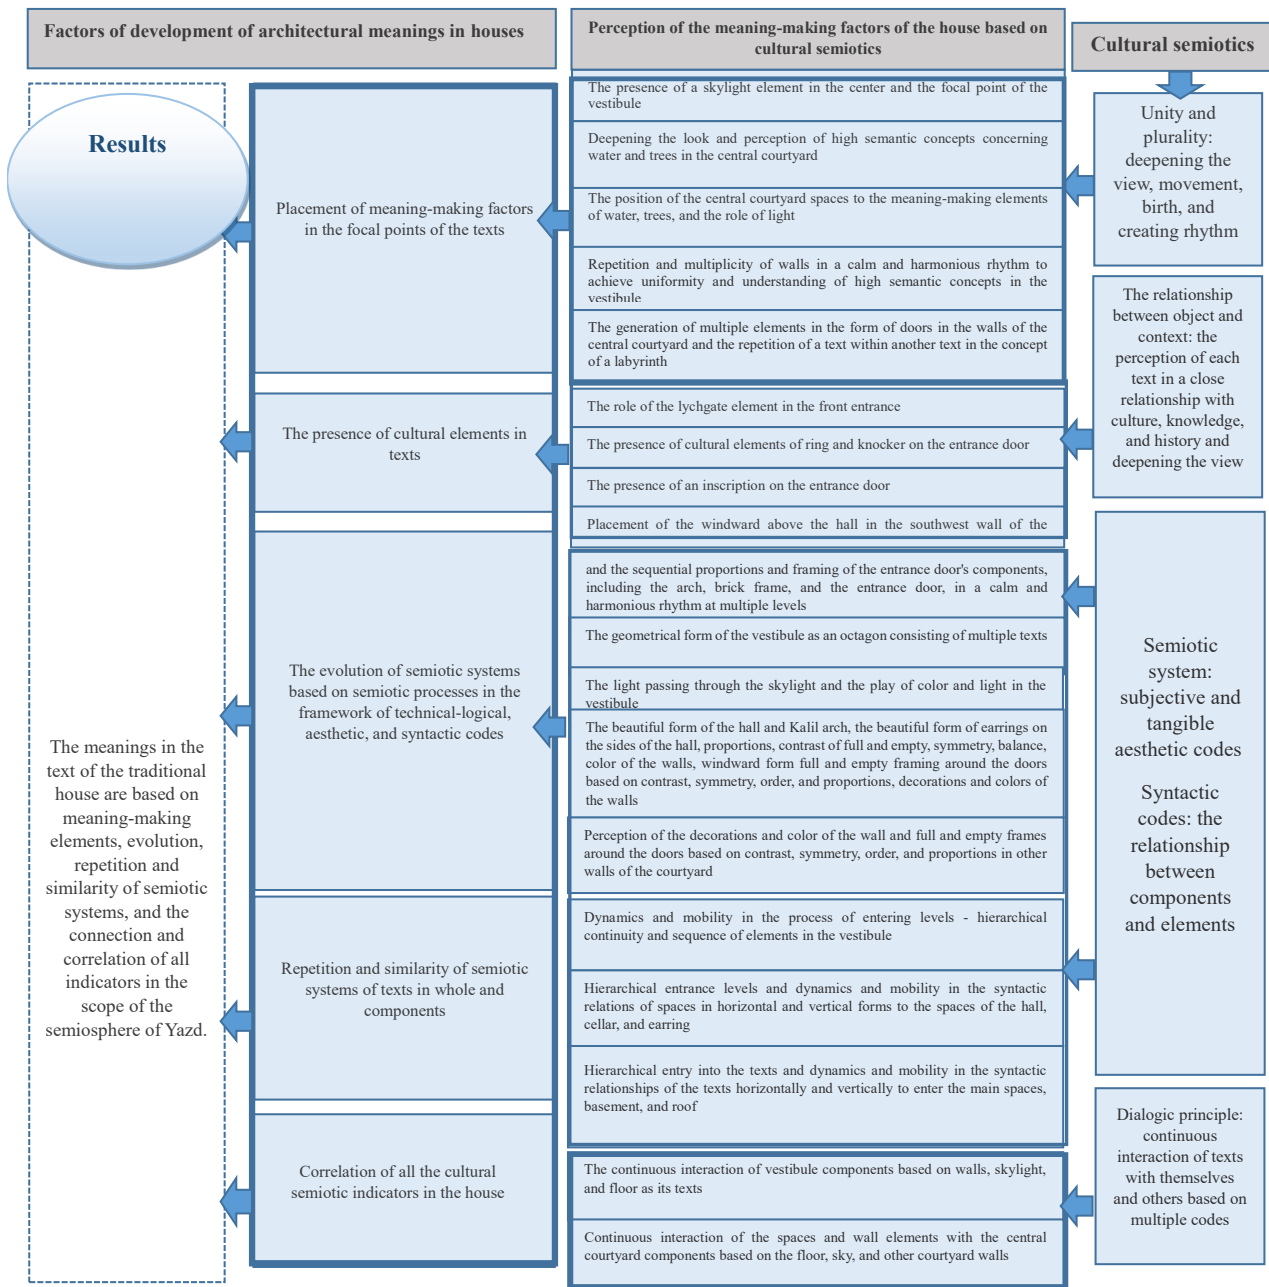 Factors of development of architectural meanings in houses
Perception of the meaning-making factors of the house based on
cultural semiotics
Cultural semiotics
Results
The meanings in the
text of the traditional
house are based on
meaning-making
elements, evolution,
repetition and
similarity of semiotic
systems, and the
connection and
correlation of all
indicators in the
scope of the
semiosphere of Yazd.
Placement of meaning-making factors
in the focal points of the texts
The presence of cultural elements in
texts
The evolution of semiotic systems
based on semiotic processes in the
framework of technical-logical,
aesthetic, and syntactic codes
Repetition and similarity of semiotic
systems of texts in whole and
components
Correlation of all the cultural
semiotic indicators in the house
The presence of a skylight element in the center and the focal point of the
vestibule
Deepening the look and perception of high semantic concepts concerning
water and trees in the central courtyard
The position of the central courtyard spaces to the meaning-making elements
of water, trees, and the role of light
Repetition and multiplicity of walls in a calm and harmonious rhythm to
achieve uniformity and understanding of high semantic concepts in the
vestibule
The generation of multiple elements in the form of doors in the walls of the
central courtyard and the repetition of a text within another text in the concept
of a labyrinth
The role of the lychgate element in the front entrance
The presence of cultural elements of ring and knocker on the entrance door
The presence of an inscription on the entrance door
Placement of the windward above the hall in the southwest wall of the
and the sequential proportions and framing of the entrance door's components,
including the arch, brick frame, and the entrance door, in a calm and
harmonious rhythm at multiple levels
The geometrical form of the vestibule as an octagon consisting of multiple texts
The light passing through the skylight and the play of color and light in the
vestibule
The beautiful form of the hall and Kalil arch, the beautiful form of earrings on
the sides of the hall, proportions, contrast of full and empty, symmetry, balance,
color of the walls, windward form full and empty framing around the doors
based on contrast, symmetry, order, and proportions, decorations and colors of
the walls
Perception of the decorations and color of the wall and full and empty frames
around the doors based on contrast, symmetry, order, and proportions in other
walls of the courtyard
Dynamics and mobility in the process of entering levels - hierarchical
continuity and sequence of elements in the vestibule
Hierarchical entrance levels and dynamics and mobility in the syntactic
relations of spaces in horizontal and vertical forms to the spaces of the hall,
cellar, and earring
Hierarchical entry into the texts and dynamics and mobility in the syntactic
relationships of the texts horizontally and vertically to enter the main spaces,
basement, and roof
The continuous interaction of vestibule components based on walls, skylight,
and floor as its texts
Continuous interaction of the spaces and wall elements with the central
courtyard components based on the floor, sky, and other courtyard walls
Unity and
plurality:
deepening the
view, movement,
birth, and
creating rhythm
The relationship
between object and
context: the
perception of each
text in a close
relationship with
culture, knowledge,
and history and
deepening the view
Semiotic
system:
subjective and
tangible
aesthetic codes
Syntactic
codes: the
relationship
between
components
and elements
Dialogic principle:
continuous
interaction of texts
with themselves
and others based on
multiple codes